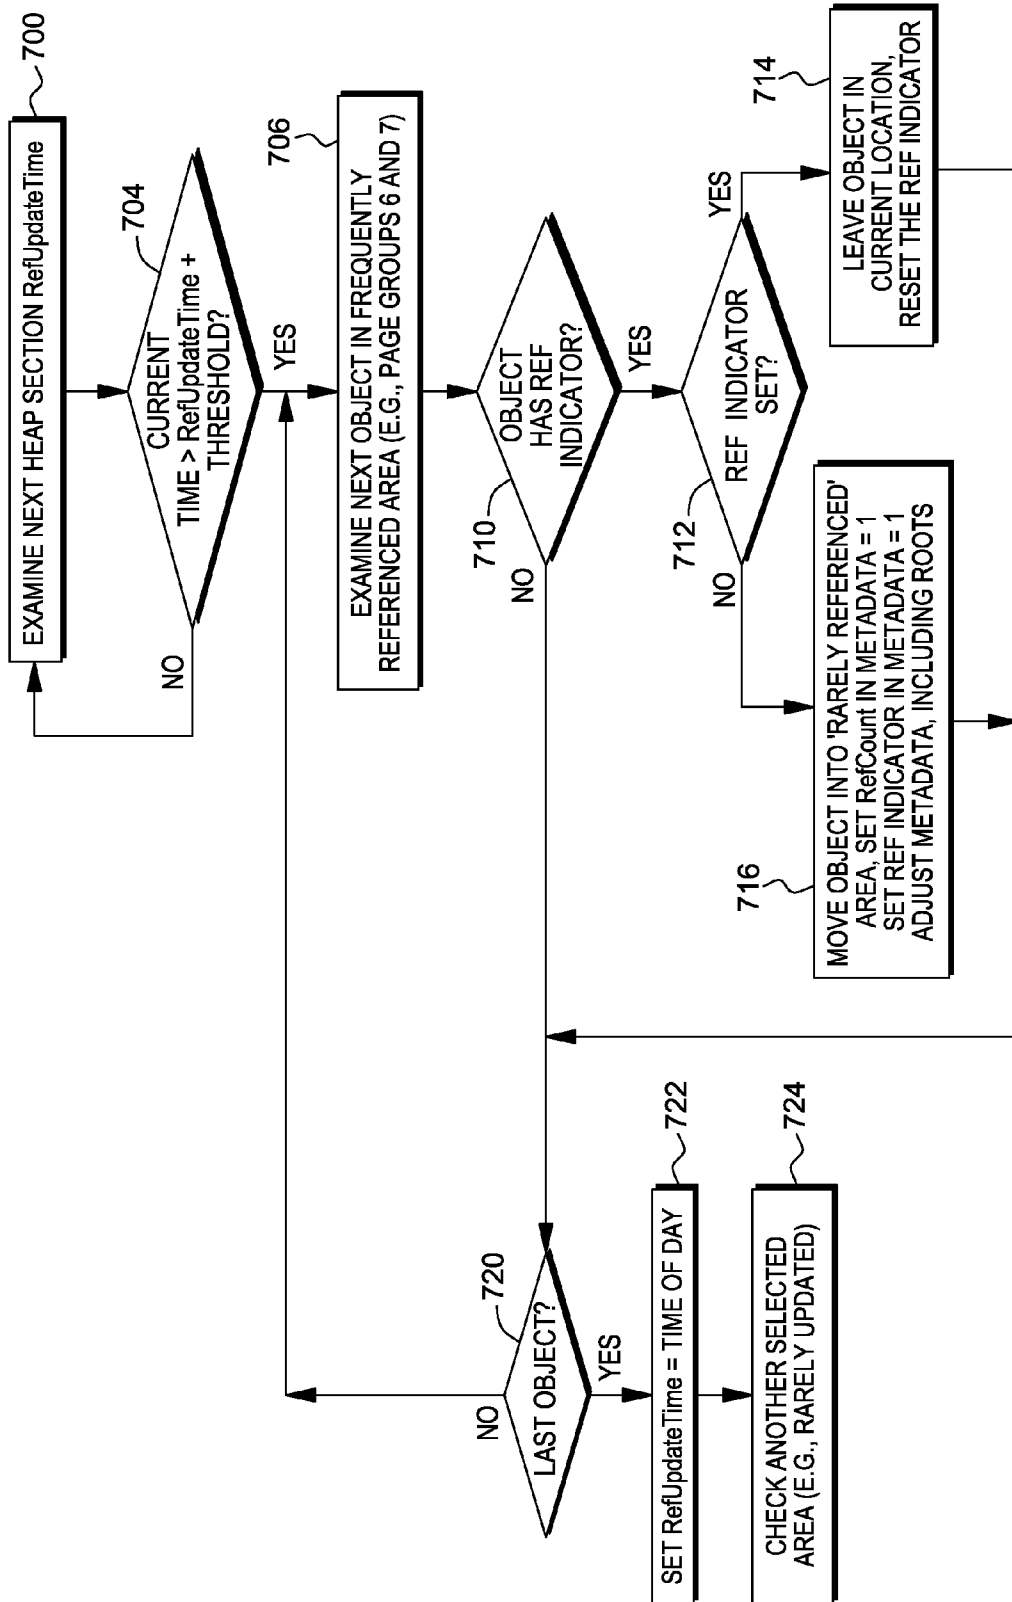 EXAMINE NEXT HEAP SECTION RefUpdateTime
700
CURRENT
TIME > RefUpdateTime +
THRESHOLD?
704
NO
YES
EXAMINE NEXT OBJECT IN FREQUENTLY
REFERENCED AREA (E.G., PAGE GROUPS 6 AND 7)
706
OBJECT
HAS REF
INDICATOR?
710
NO
YES
REF INDICATOR
SET?
712
NO
YES
LEAVE OBJECT IN
CURRENT LOCATION,
RESET THE REF INDICATOR
714
MOVE OBJECT INTO 'RARELY REFERENCED'
AREA, SET RefCount IN METADATA = 1
SET REF INDICATOR IN METADATA = 1
ADJUST METADATA, INCLUDING ROOTS
716
LAST OBJECT?
720
NO
YES
SET RefUpdateTime = TIME OF DAY
722
CHECK ANOTHER SELECTED
AREA (E.G., RARELY UPDATED)
724